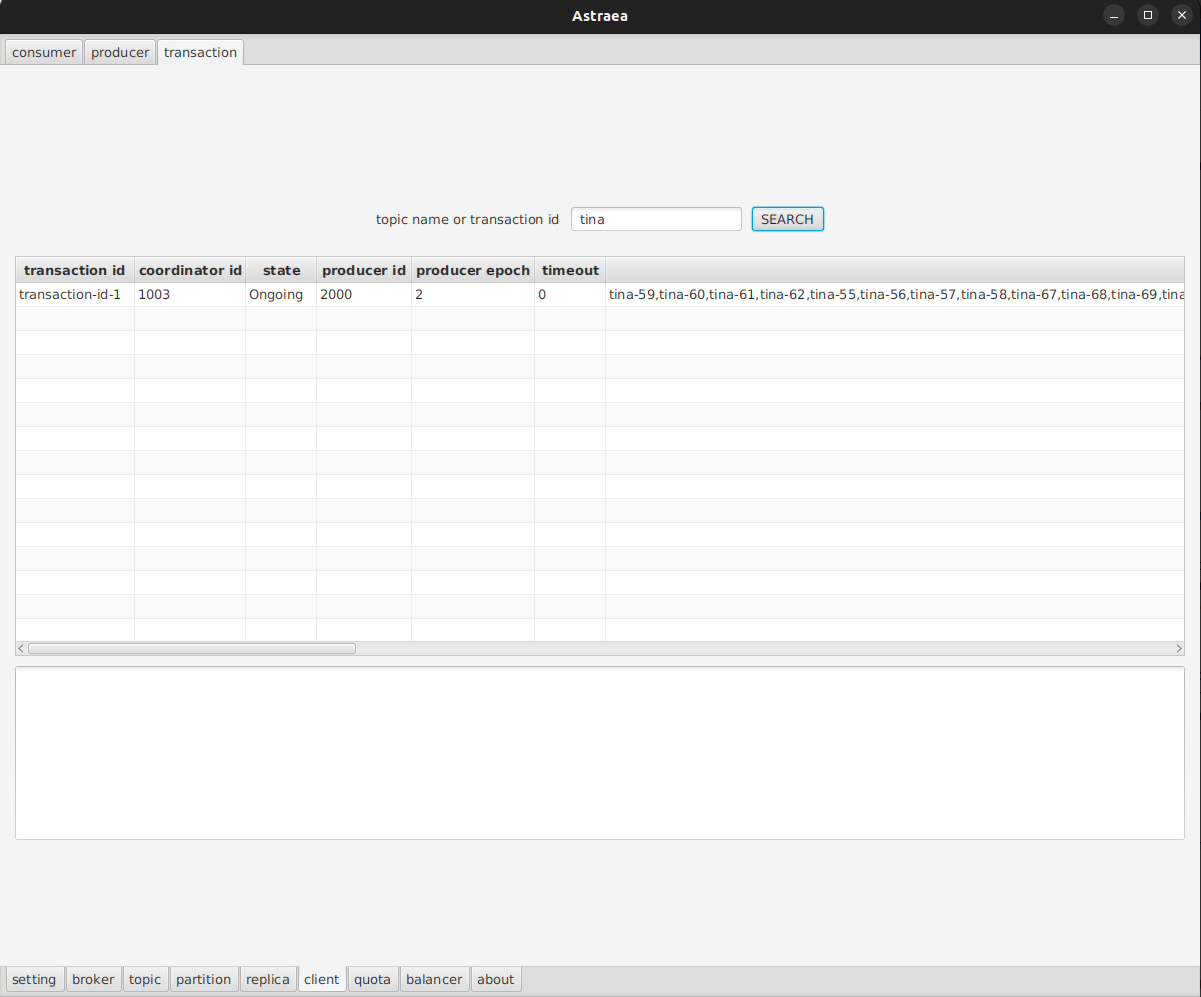 Astraea
consumer producer transaction
topic name or transaction id tina SEARCH
transaction id coordinator id state producer id producer epoch timeout
transaction-id-1 1003 Ongoing 2000 2 0 tina-59,tina-60,tina-61,tina-62,tina-55,tina-56,tina-57,tina-58,tina-67,tina-68,tina-69,tina
setting broker topic partition replica client quota balancer about